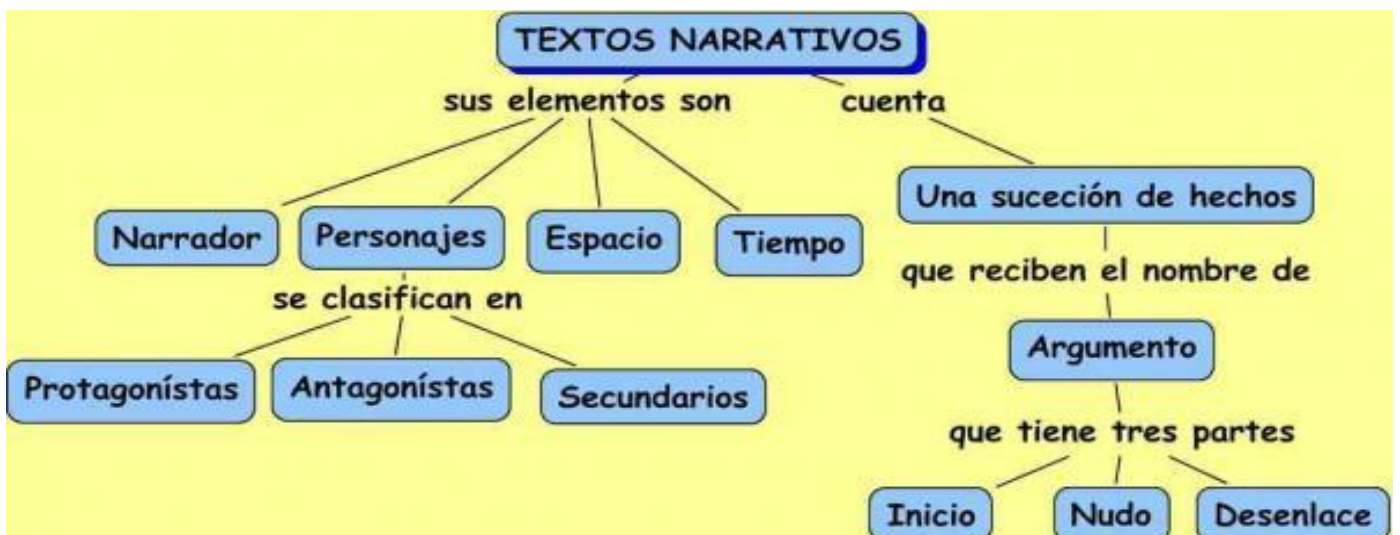 TEXTOS NARRATIVOS
sus elementos son
cuenta
Una suceción de hechos
Narrador
Personajes
Espacio
Tiempo
que reciben el nombre de
se clasifican en
Argumento
Protagonístas
Antagonístas
Secundarios
que tiene tres partes
Inicio
Nudo
Desenlace